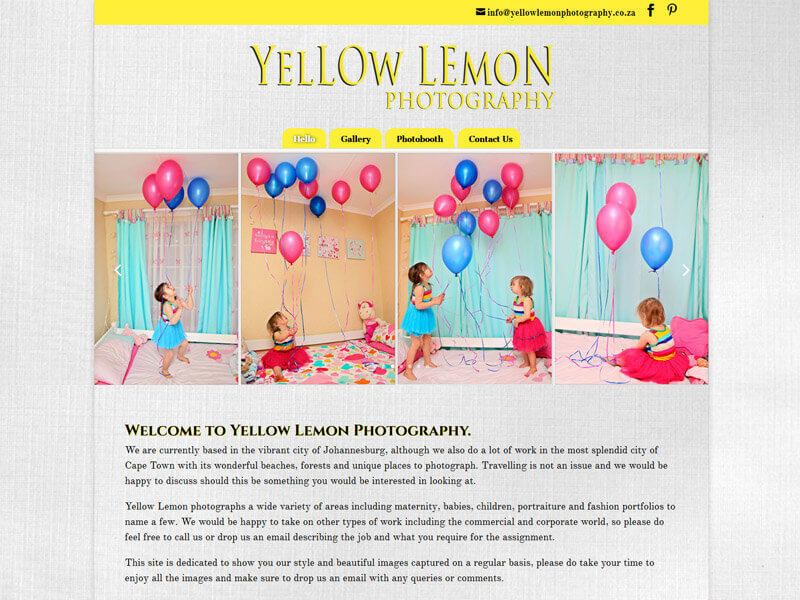 info@yellowlemonphotography.co.za
YELLOW LEMON
PHOTOGRAPHY
Hello
Gallery
Photobooth
Contact Us
Welcome to Yellow Lemon Photography.
We are currently based in the vibrant city of Johannesburg, although we also do a lot of work in the most splendid city of
Cape Town with its wonderful beaches, forests and unique places to photograph. Travelling is not an issue and we would be
happy to discuss should this be something you would be interested in looking at.
Yellow Lemon photographs a wide variety of areas including maternity, babies, children, portraiture and fashion portfolios to
name a few. We would be happy to take on other types of work including the commercial and corporate world, so please do
feel free to call us or drop us an email describing the job and what you require for the assignment.
This site is dedicated to show you our style and beautiful images captured on a regular basis, please do take your time to
enjoy all the images and make sure to drop us an email with any queries or comments.